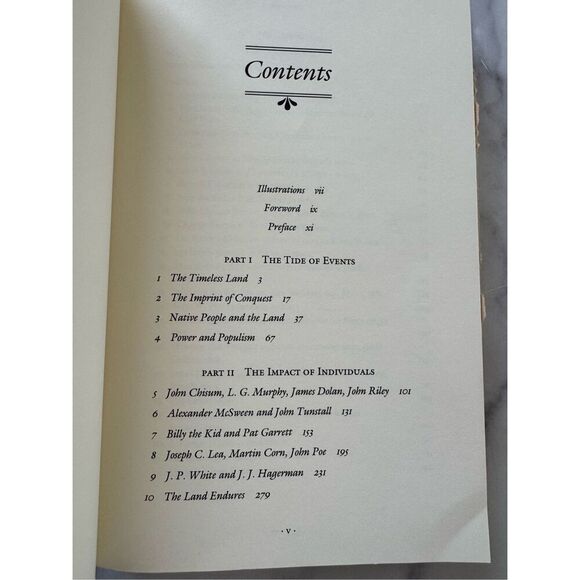 Contents
Illustrations vii
Foreword ix
Preface xi
PART I THE TIDE OF EVENTS
1 The Timeless Land 3
2 The Imprint of Conquest 17
3 Native People and the Land 37
4 Power and Populism 67
PART II THE IMPACT OF INDIVIDUALS
5 John Chisum, L. G. Murphy, James Dolan, John Riley 101
6 Alexander McSween and John Tunstall 131
7 Billy the Kid and Pat Garrett 153
8 Joseph C. Lea, Martin Corn, John Poe 195
9 J. P. White and J. J. Hagerman 231
10 The Land Endures 279
· v ·